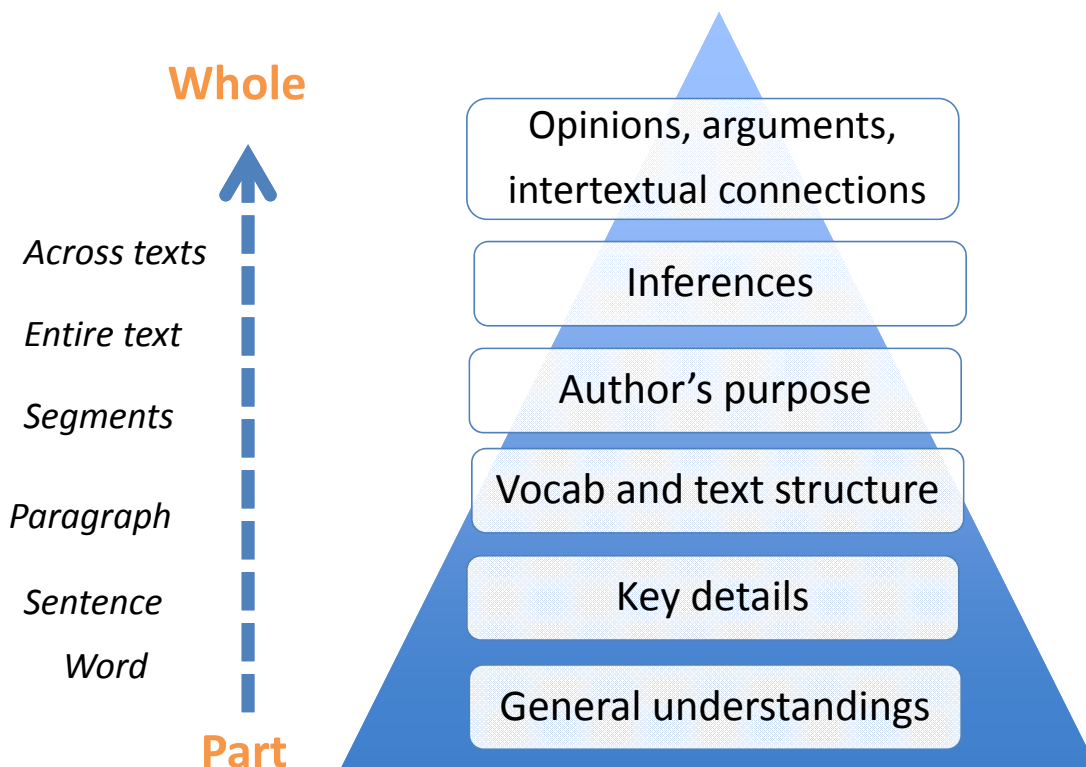 Whole
Across texts
Entire text
Segments
Paragraph
Sentence
Word
Part
Opinions, arguments,
intertextual connections
Inferences
Author’s purpose
Vocab and text structure
Key details
General understandings